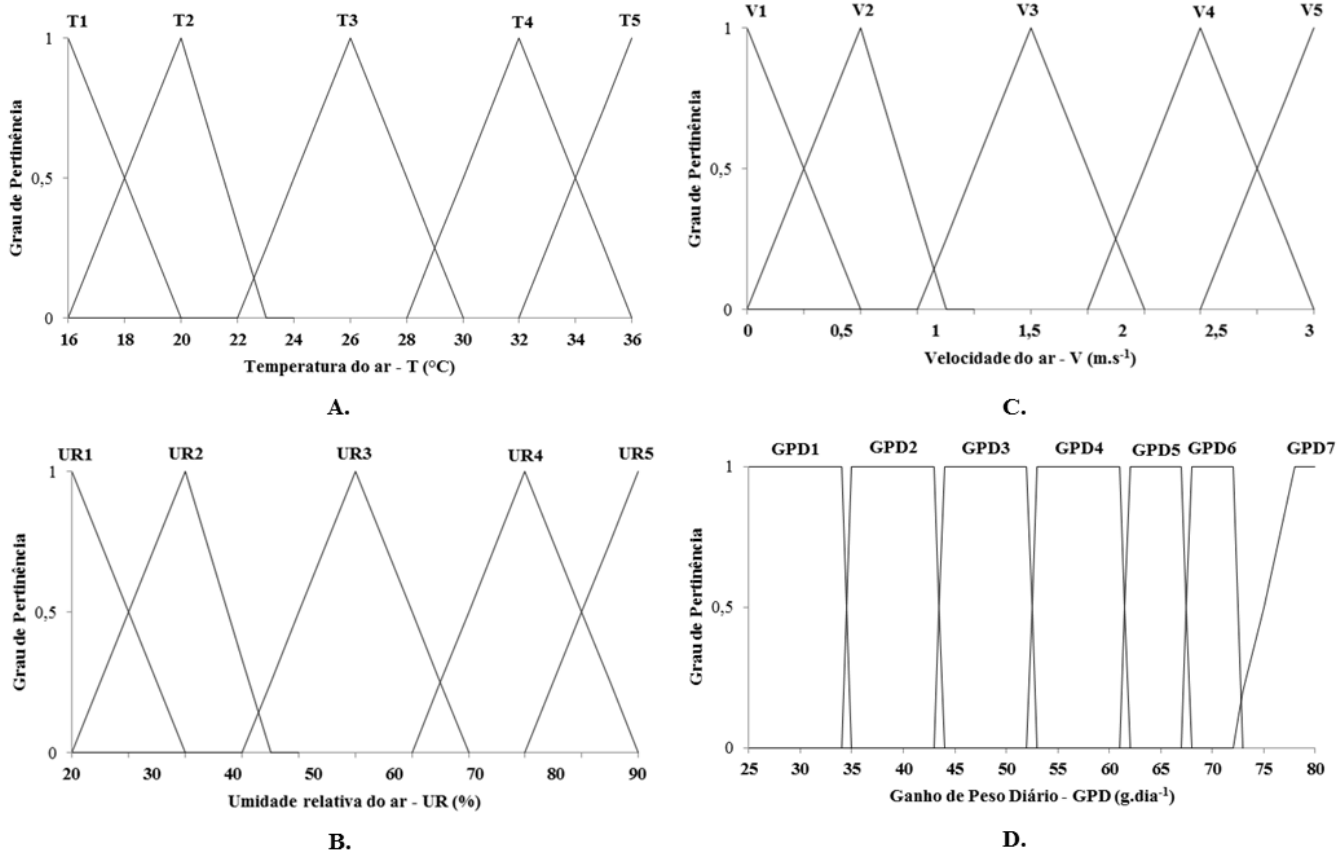 T1 T2 T3 T4 T5
1
0,5
0
Grau de Pertinência
16 18 20 22 24 26 28 30 32 34 36
Temperatura do ar - T (°C)
A.
V1 V2 V3 V4 V5
1
0,5
0
Grau de Pertinência
0 0,5 1 1,5 2 2,5 3
Velocidade do ar - V (m.s-1)
C.
UR1 UR2 UR3 UR4 UR5
1
0,5
0
Grau de Pertinência
20 30 40 50 60 70 80 90
Umidade relativa do ar - UR (%)
B.
GPD1 GPD2 GPD3 GPD4 GPD5 GPD6 GPD7
1
0,5
0
Grau de Pertinência
25 30 35 40 45 50 55 60 65 70 75 80
Ganho de Peso Diário - GPD (g.dia-1)
D.